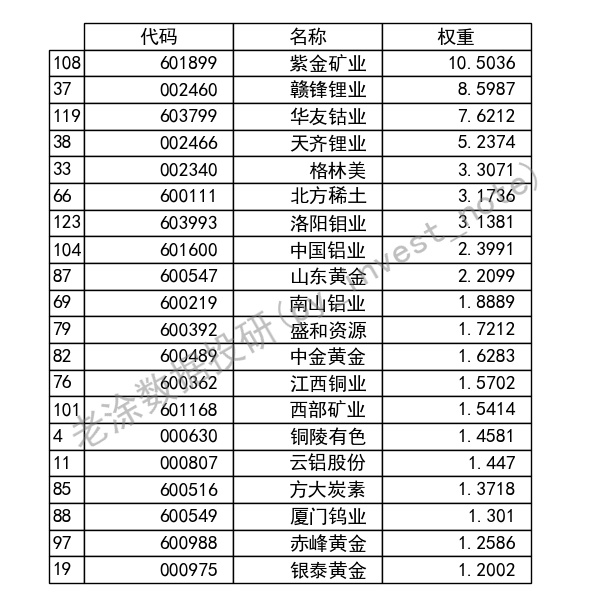 代码 名称 权重
108 601899 紫金矿业 10.5036
37 002460 赣锋锂业 8.5987
119 603799 华友钴业 7.6212
38 002466 天齐锂业 5.2374
33 002340 格林美 3.3071
66 600111 北方稀土 3.1736
123 603993 洛阳钼业 3.1381
104 601600 中国铝业 2.3991
87 600547 山东黄金 2.2099
69 600219 南山铝业 1.8889
79 600392 盛和资源 1.7212
82 600489 中金黄金 1.6283
76 600362 江西铜业 1.5702
101 601168 西部矿业 1.5414
4 000630 铜陵有色 1.4581
11 000807 云铝股份 1.447
85 600516 方大炭素 1.3718
88 600549 厦门钨业 1.301
97 600988 赤峰黄金 1.2586
19 000975 银泰黄金 1.2002
老涂数据投研(py_invest_note)